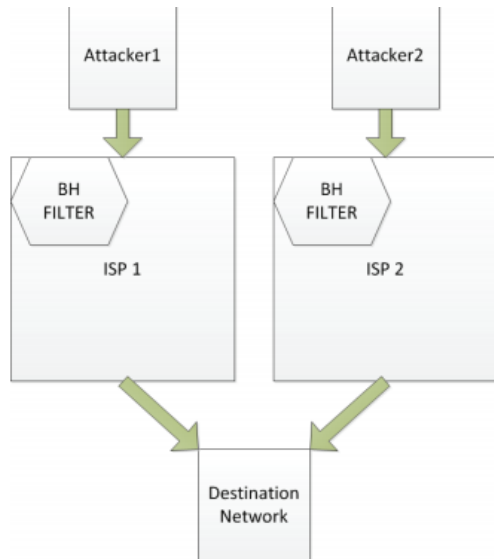 Attacker1
Attacker2
BH
FILTER
ISP 1
BH
FILTER
ISP 2
Destination
Network